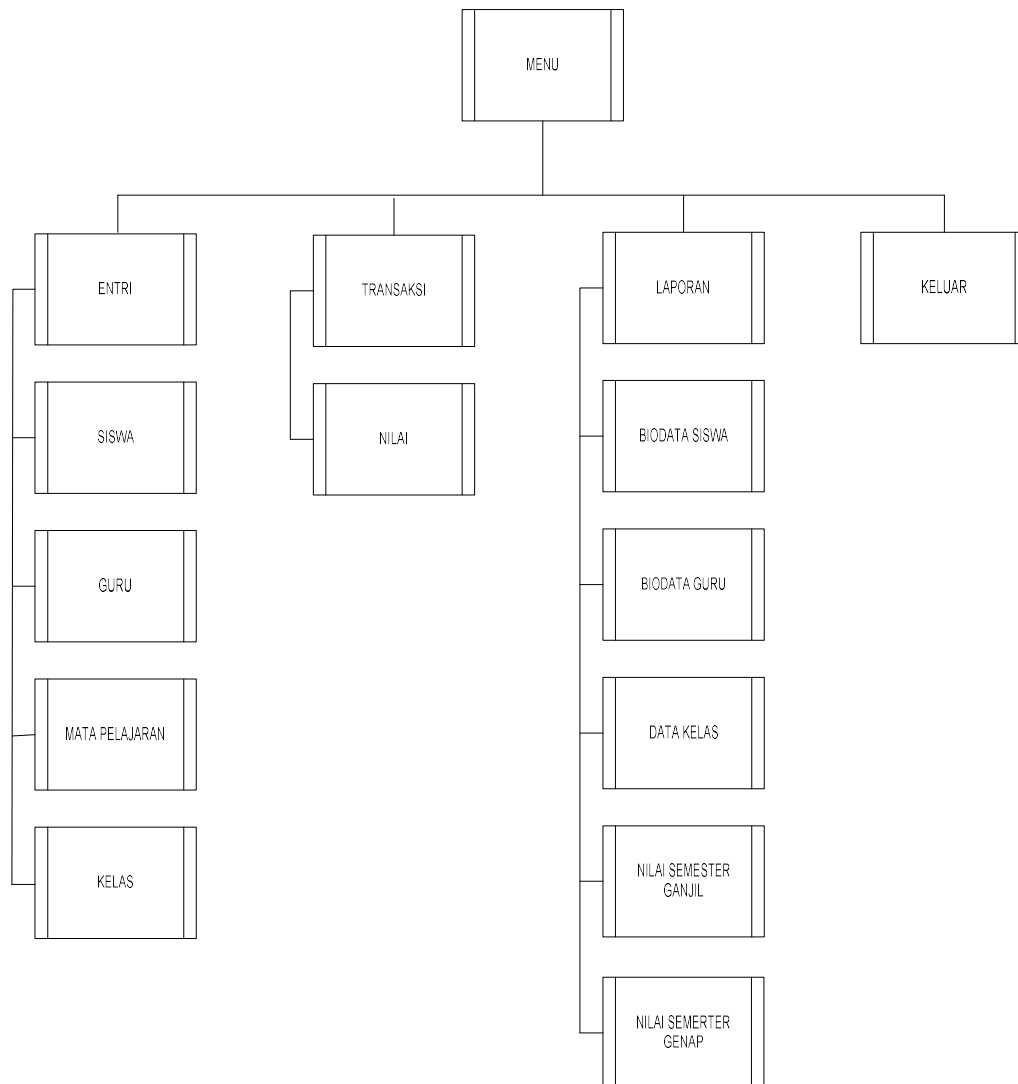 MENU
ENTRI
TRANSAKSI
LAPORAN
KELUAR
SISWA
NILAI
BIODATA SISWA
GURU
BIODATA GURU
MATA PELAJARAN
DATA KELAS
KELAS
NILAI SEMESTER
GANJIL
NILAI SEMERTER
GENAP